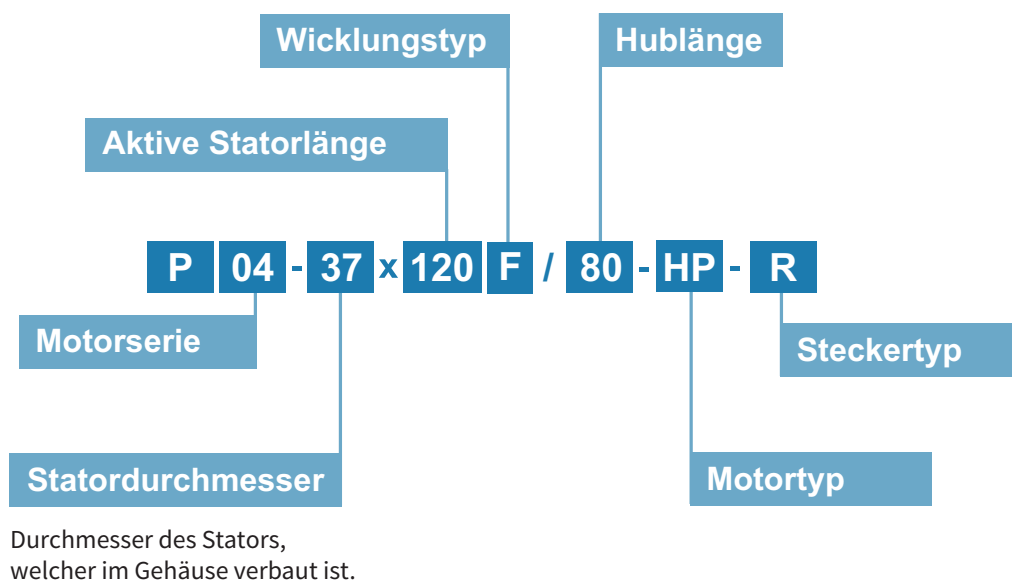 Wicklungstyp Hublänge
Aktive Statorlänge
P 04 - 37 x 120 F / 80 - HP - R
Motorserie Steckertyp
Statordurchmesser Motortyp
Durchmesser des Stators,
welcher im Gehäuse verbaut ist.